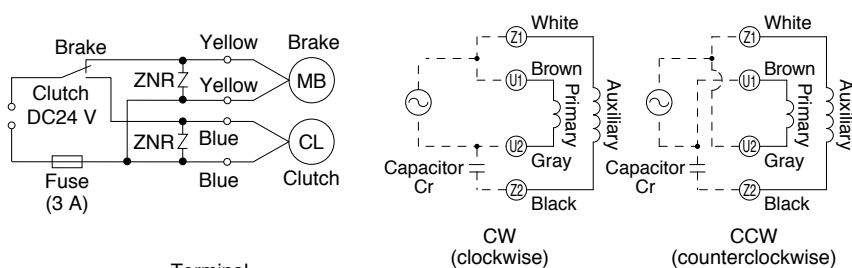 Brake
Yellow
Brake
ZNR
Yellow
MB
Clutch
DC24 V
ZNR
Blue
CL
Fuse
(3 A)
Blue
Clutch
White
Z1
Brown
U1
Primary
Auxiliary
U2
Gray
Capacitor
Cr
Z2
Black
CW
(clockwise)
White
Z1
Brown
U1
Primary
Auxiliary
U2
Gray
Capacitor
Cr
Z2
Black
CCW
(counterclockwise)
Terminal